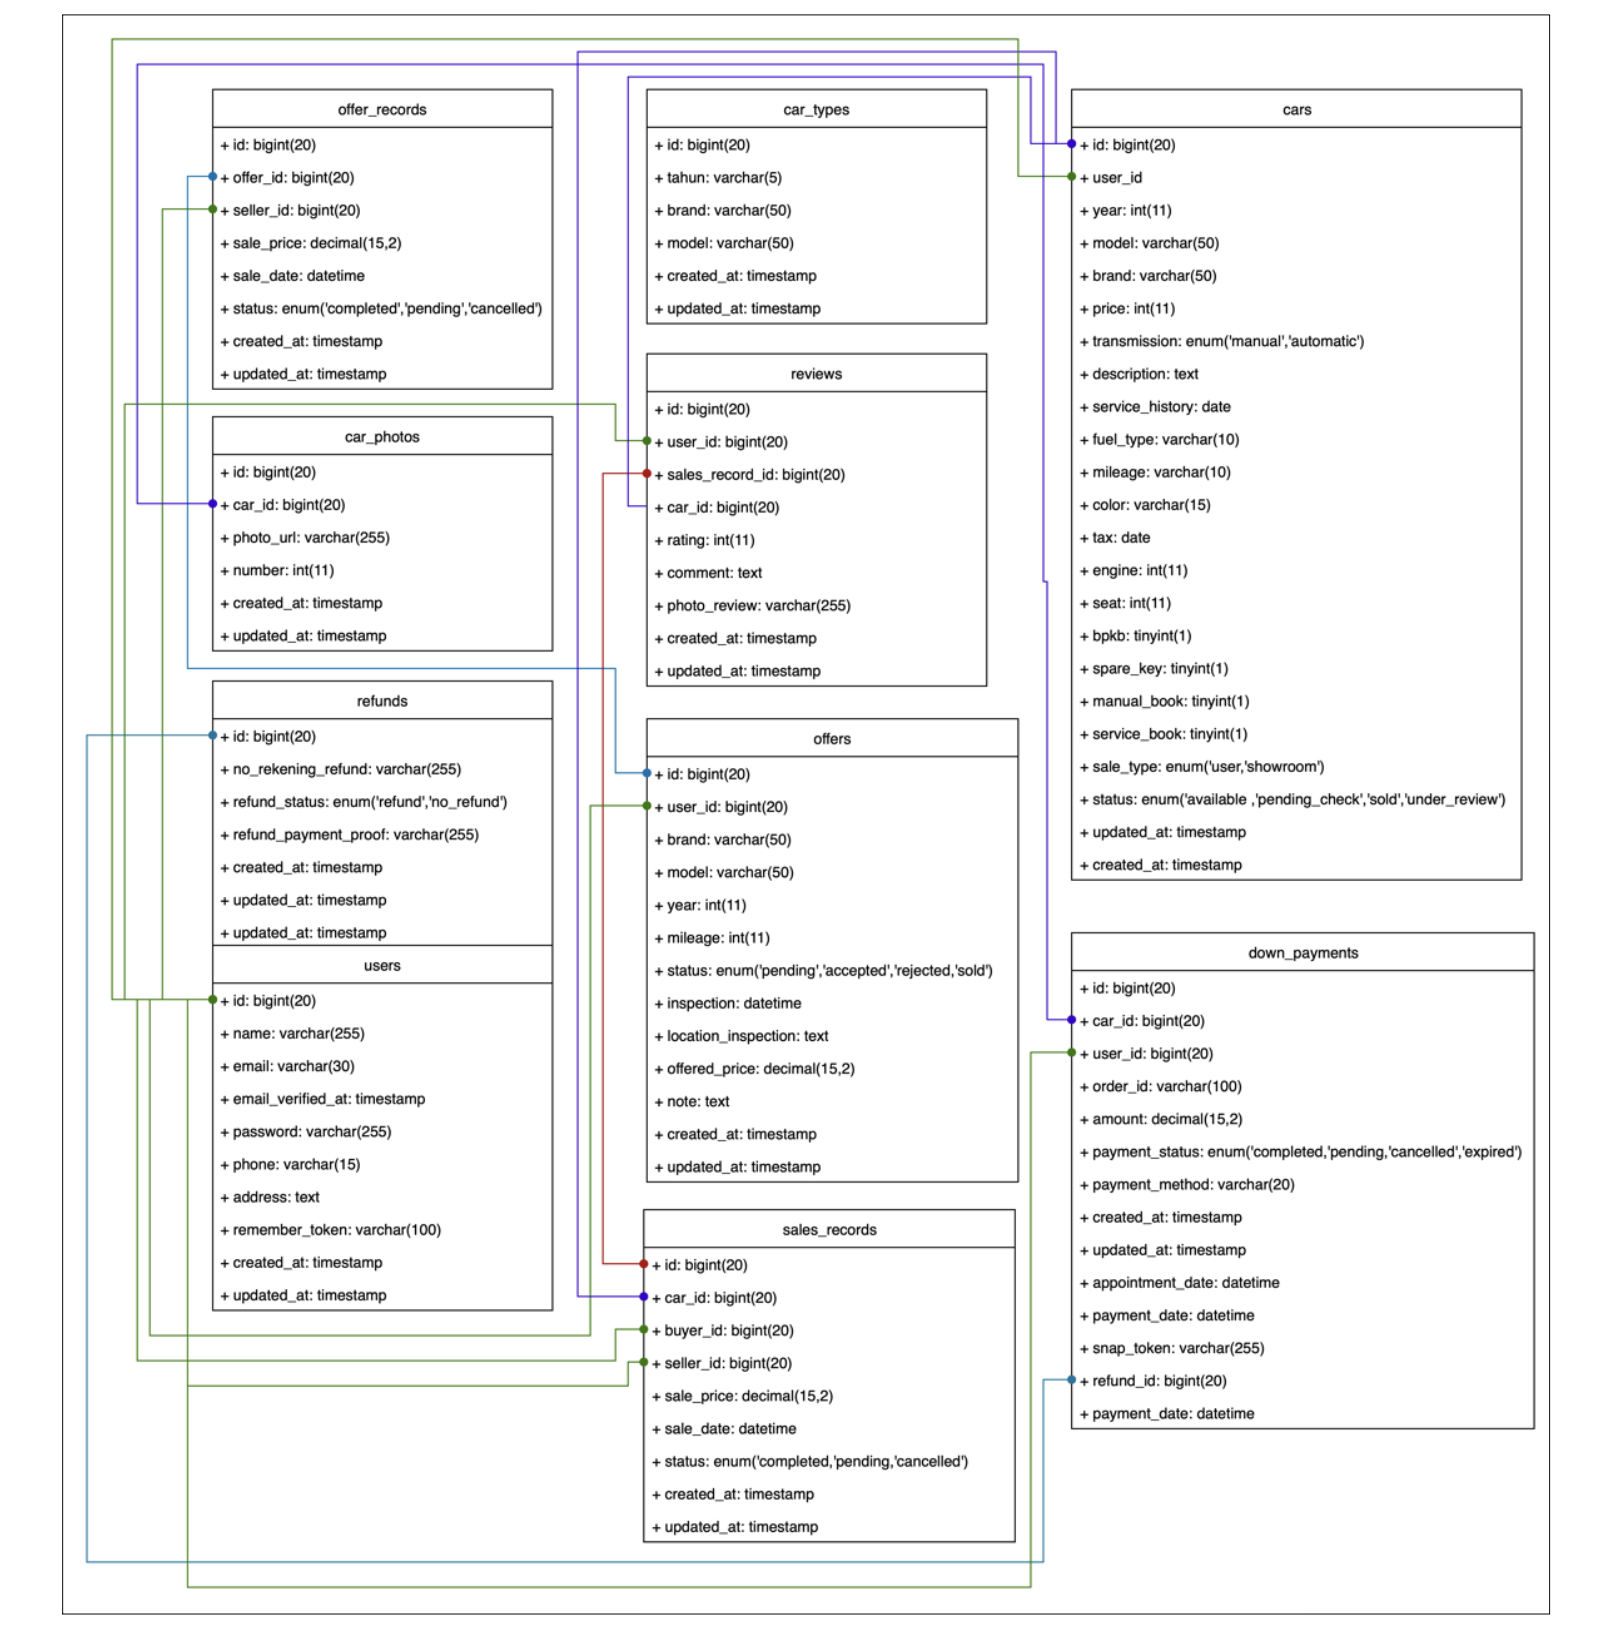 offer_records
+ id: bigint(20)
+ offer_id: bigint(20)
+ seller_id: bigint(20)
+ sale_price: decimal(15,2)
+ sale_date: datetime
+ status: enum('completed','pending','cancelled')
+ created_at: timestamp
+ updated_at: timestamp
car_photos
+ id: bigint(20)
+ car_id: bigint(20)
+ photo_url: varchar(255)
+ number: int(11)
+ created_at: timestamp
+ updated_at: timestamp
refunds
+ id: bigint(20)
+ no_rekening_refund: varchar(255)
+ refund_status: enum('refund','no_refund')
+ refund_payment_proof: varchar(255)
+ created_at: timestamp
+ updated_at: timestamp
+ updated_at: timestamp
users
+ id: bigint(20)
+ name: varchar(255)
+ email: varchar(30)
+ email_verified_at: timestamp
+ password: varchar(255)
+ phone: varchar(15)
+ address: text
+ remember_token: varchar(100)
+ created_at: timestamp
+ updated_at: timestamp
car_types
+ id: bigint(20)
+ tahun: varchar(5)
+ brand: varchar(50)
+ model: varchar(50)
+ created_at: timestamp
+ updated_at: timestamp
reviews
+ id: bigint(20)
+ user_id: bigint(20)
+ sales_record_id: bigint(20)
+ car_id: bigint(20)
+ rating: int(11)
+ comment: text
+ photo_review: varchar(255)
+ created_at: timestamp
+ updated_at: timestamp
offers
+ id: bigint(20)
+ user_id: bigint(20)
+ brand: varchar(50)
+ model: varchar(50)
+ year: int(11)
+ mileage: int(11)
+ status: enum('pending','accepted','rejected,'sold')
+ inspection: datetime
+ location_inspection: text
+ offered_price: decimal(15,2)
+ note: text
+ created_at: timestamp
+ updated_at: timestamp
sales_records
+ id: bigint(20)
+ car_id: bigint(20)
+ buyer_id: bigint(20)
+ seller_id: bigint(20)
+ sale_price: decimal(15,2)
+ sale_date: datetime
+ status: enum('completed,'pending,'cancelled')
+ created_at: timestamp
+ updated_at: timestamp
cars
+ id: bigint(20)
+ user_id
+ year: int(11)
+ model: varchar(50)
+ brand: varchar(50)
+ price: int(11)
+ transmission: enum('manual','automatic')
+ description: text
+ service_history: date
+ fuel_type: varchar(10)
+ mileage: varchar(10)
+ color: varchar(15)
+ tax: date
+ engine: int(11)
+ seat: int(11)
+ bpkb: tinyint(1)
+ spare_key: tinyint(1)
+ manual_book: tinyint(1)
+ service_book: tinyint(1)
+ sale_type: enum('user,'showroom')
+ status: enum('available ,'pending_check','sold','under_review')
+ updated_at: timestamp
+ created_at: timestamp
down_payments
+ id: bigint(20)
+ car_id: bigint(20)
+ user_id: bigint(20)
+ order_id: varchar(100)
+ amount: decimal(15,2)
+ payment_status: enum('completed,'pending,'cancelled','expired')
+ payment_method: varchar(20)
+ created_at: timestamp
+ updated_at: timestamp
+ appointment_date: datetime
+ payment_date: datetime
+ snap_token: varchar(255)
+ refund_id: bigint(20)
+ payment_date: datetime